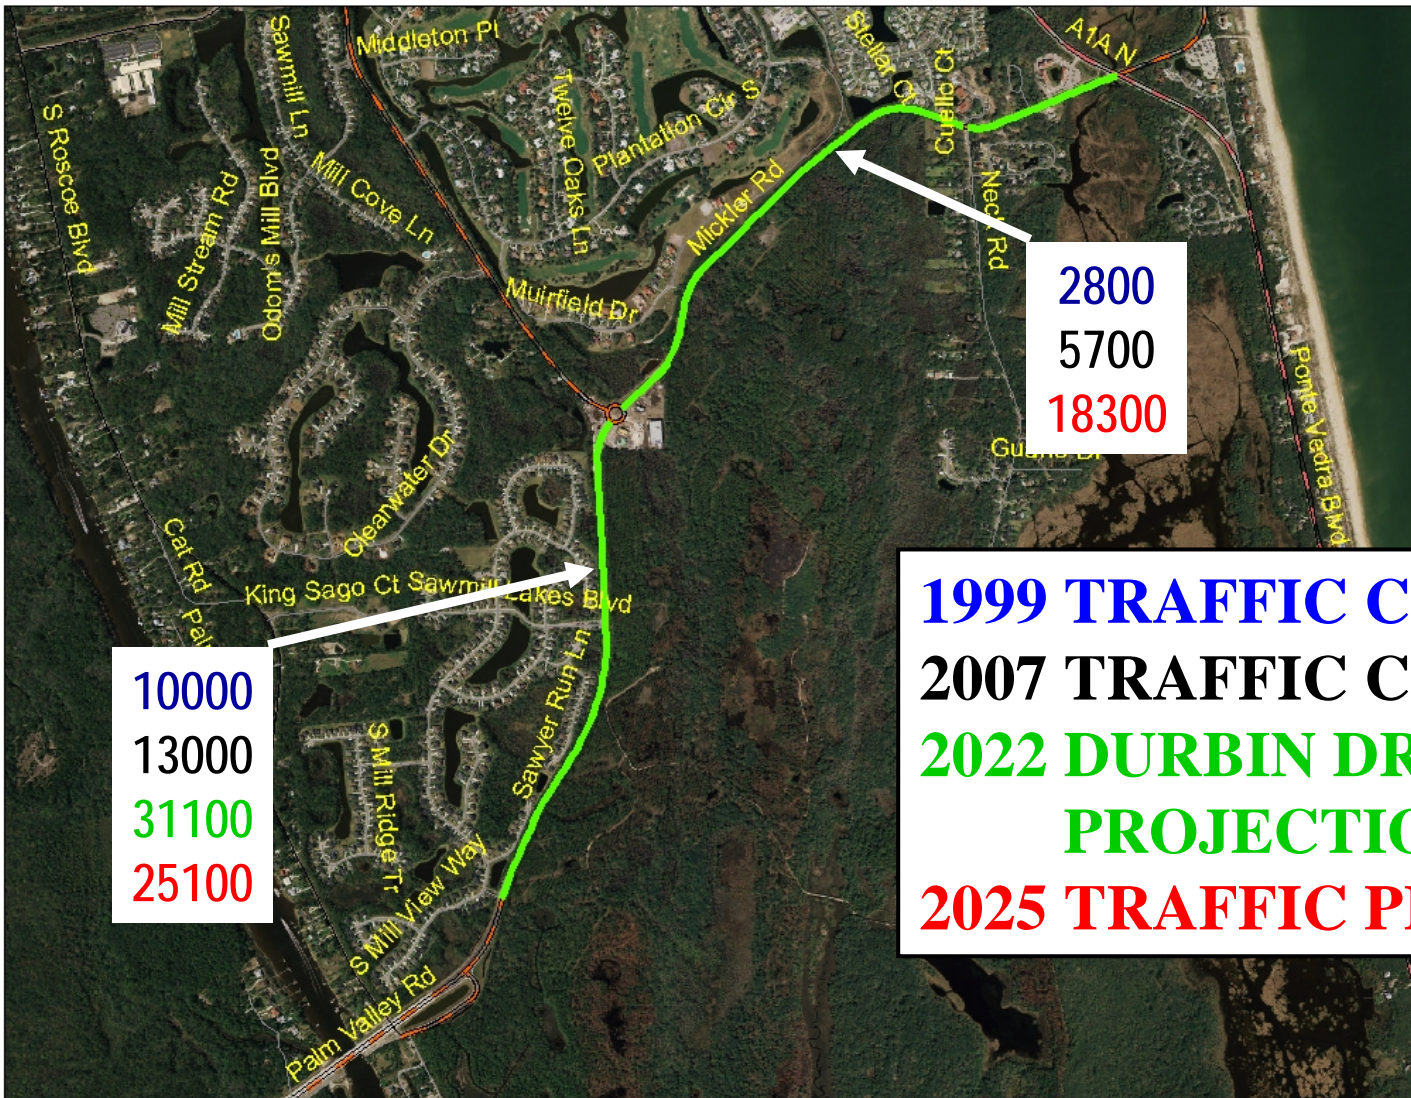 Middleton Pl
Sawmill Ln
Stellar Ct
A1A N
S Roscoe Blvd
Twelve Oaks Ln
Plantation Cir S
Cuello Ct
Mill Cove Ln
Mill Stream Rd
Odom's Mill Blvd
Mickler Rd
Neck Rd
Muirfield Dr
2800
5700
18300
Ponte Vedra Blvd
Clearwater Dr
Cat Rd
King Sago Ct Sawmill Lakes Blvd
Sawyer Run Ln
10000
13000
31100
25100
S Mill Ridge Tr
S Mill View Way
Palm Valley Rd
1999 TRAFFIC C
2007 TRAFFIC C
2022 DURBIN DR
PROJECTIO
2025 TRAFFIC P